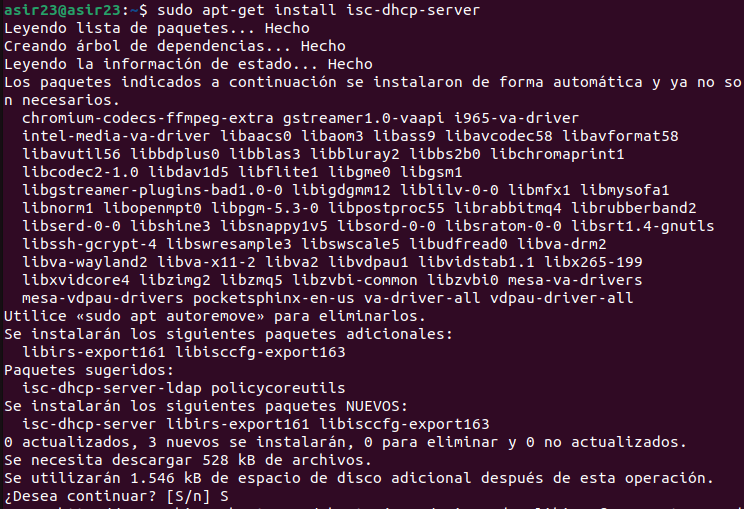 asir23@asir23:~$ sudo apt-get install isc-dhcp-server
Leyendo lista de paquetes... Hecho
Creando árbol de dependencias... Hecho
Leyendo la información de estado... Hecho
Los paquetes indicados a continuación se instalaron de forma automática y ya no so
n necesarios.
  chromium-codecs-ffmpeg-extra gstreamer1.0-vaapi i965-va-driver
  intel-media-va-driver libaacs0 libaom3 libass9 libavcodec58 libavformat58
  libavutil56 libbdplus0 libblas3 libbluray2 libbs2b0 libchromaprint1
  libcodec2-1.0 libdav1d5 libflite1 libgme0 libgsm1
  libgstreamer-plugins-bad1.0-0 libigdgmm12 liblilv-0-0 libmfx1 libmysofa1
  libnorm1 libopenmpt0 libpgm-5.3-0 libpostproc55 librabbitmq4 librubberband2
  libserd-0-0 libshine3 libsnappy1v5 libsord-0-0 libsratom-0-0 libsrt1.4-gnutls
  libssh-gcrypt-4 libswresample3 libswscale5 libudfread0 libva-drm2
  libva-wayland2 libva-x11-2 libva2 libvdpau1 libvidstab1.1 libx265-199
  libxvidcore4 libzimg2 libzmq5 libzvbi-common libzvbi0 mesa-va-drivers
  mesa-vdpau-drivers pocketsphinx-en-us va-driver-all vdpau-driver-all
Utilice «sudo apt autoremove» para eliminarlos.
Se instalarán los siguientes paquetes adicionales:
  libirs-export161 libisccfg-export163
Paquetes sugeridos:
  isc-dhcp-server-ldap policycoreutils
Se instalarán los siguientes paquetes NUEVOS:
  isc-dhcp-server libirs-export161 libisccfg-export163
0 actualizados, 3 nuevos se instalarán, 0 para eliminar y 0 no actualizados.
Se necesita descargar 528 kB de archivos.
Se utilizarán 1.546 kB de espacio de disco adicional después de esta operación.
¿Desea continuar? [S/n] S